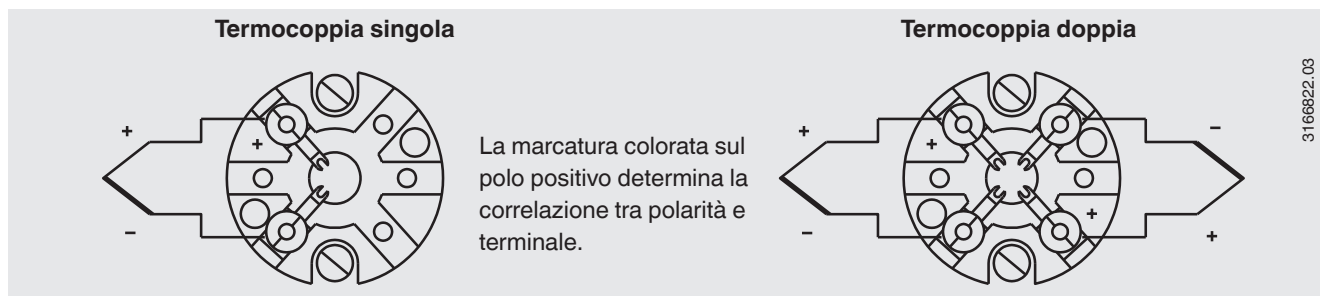 Termocoppia singola
+
+
–
La marcatura colorata sul
polo positivo determina la
correlazione tra polarità e
terminale.
Termocoppia doppia
+
+
–
–
+
+
3166822.03